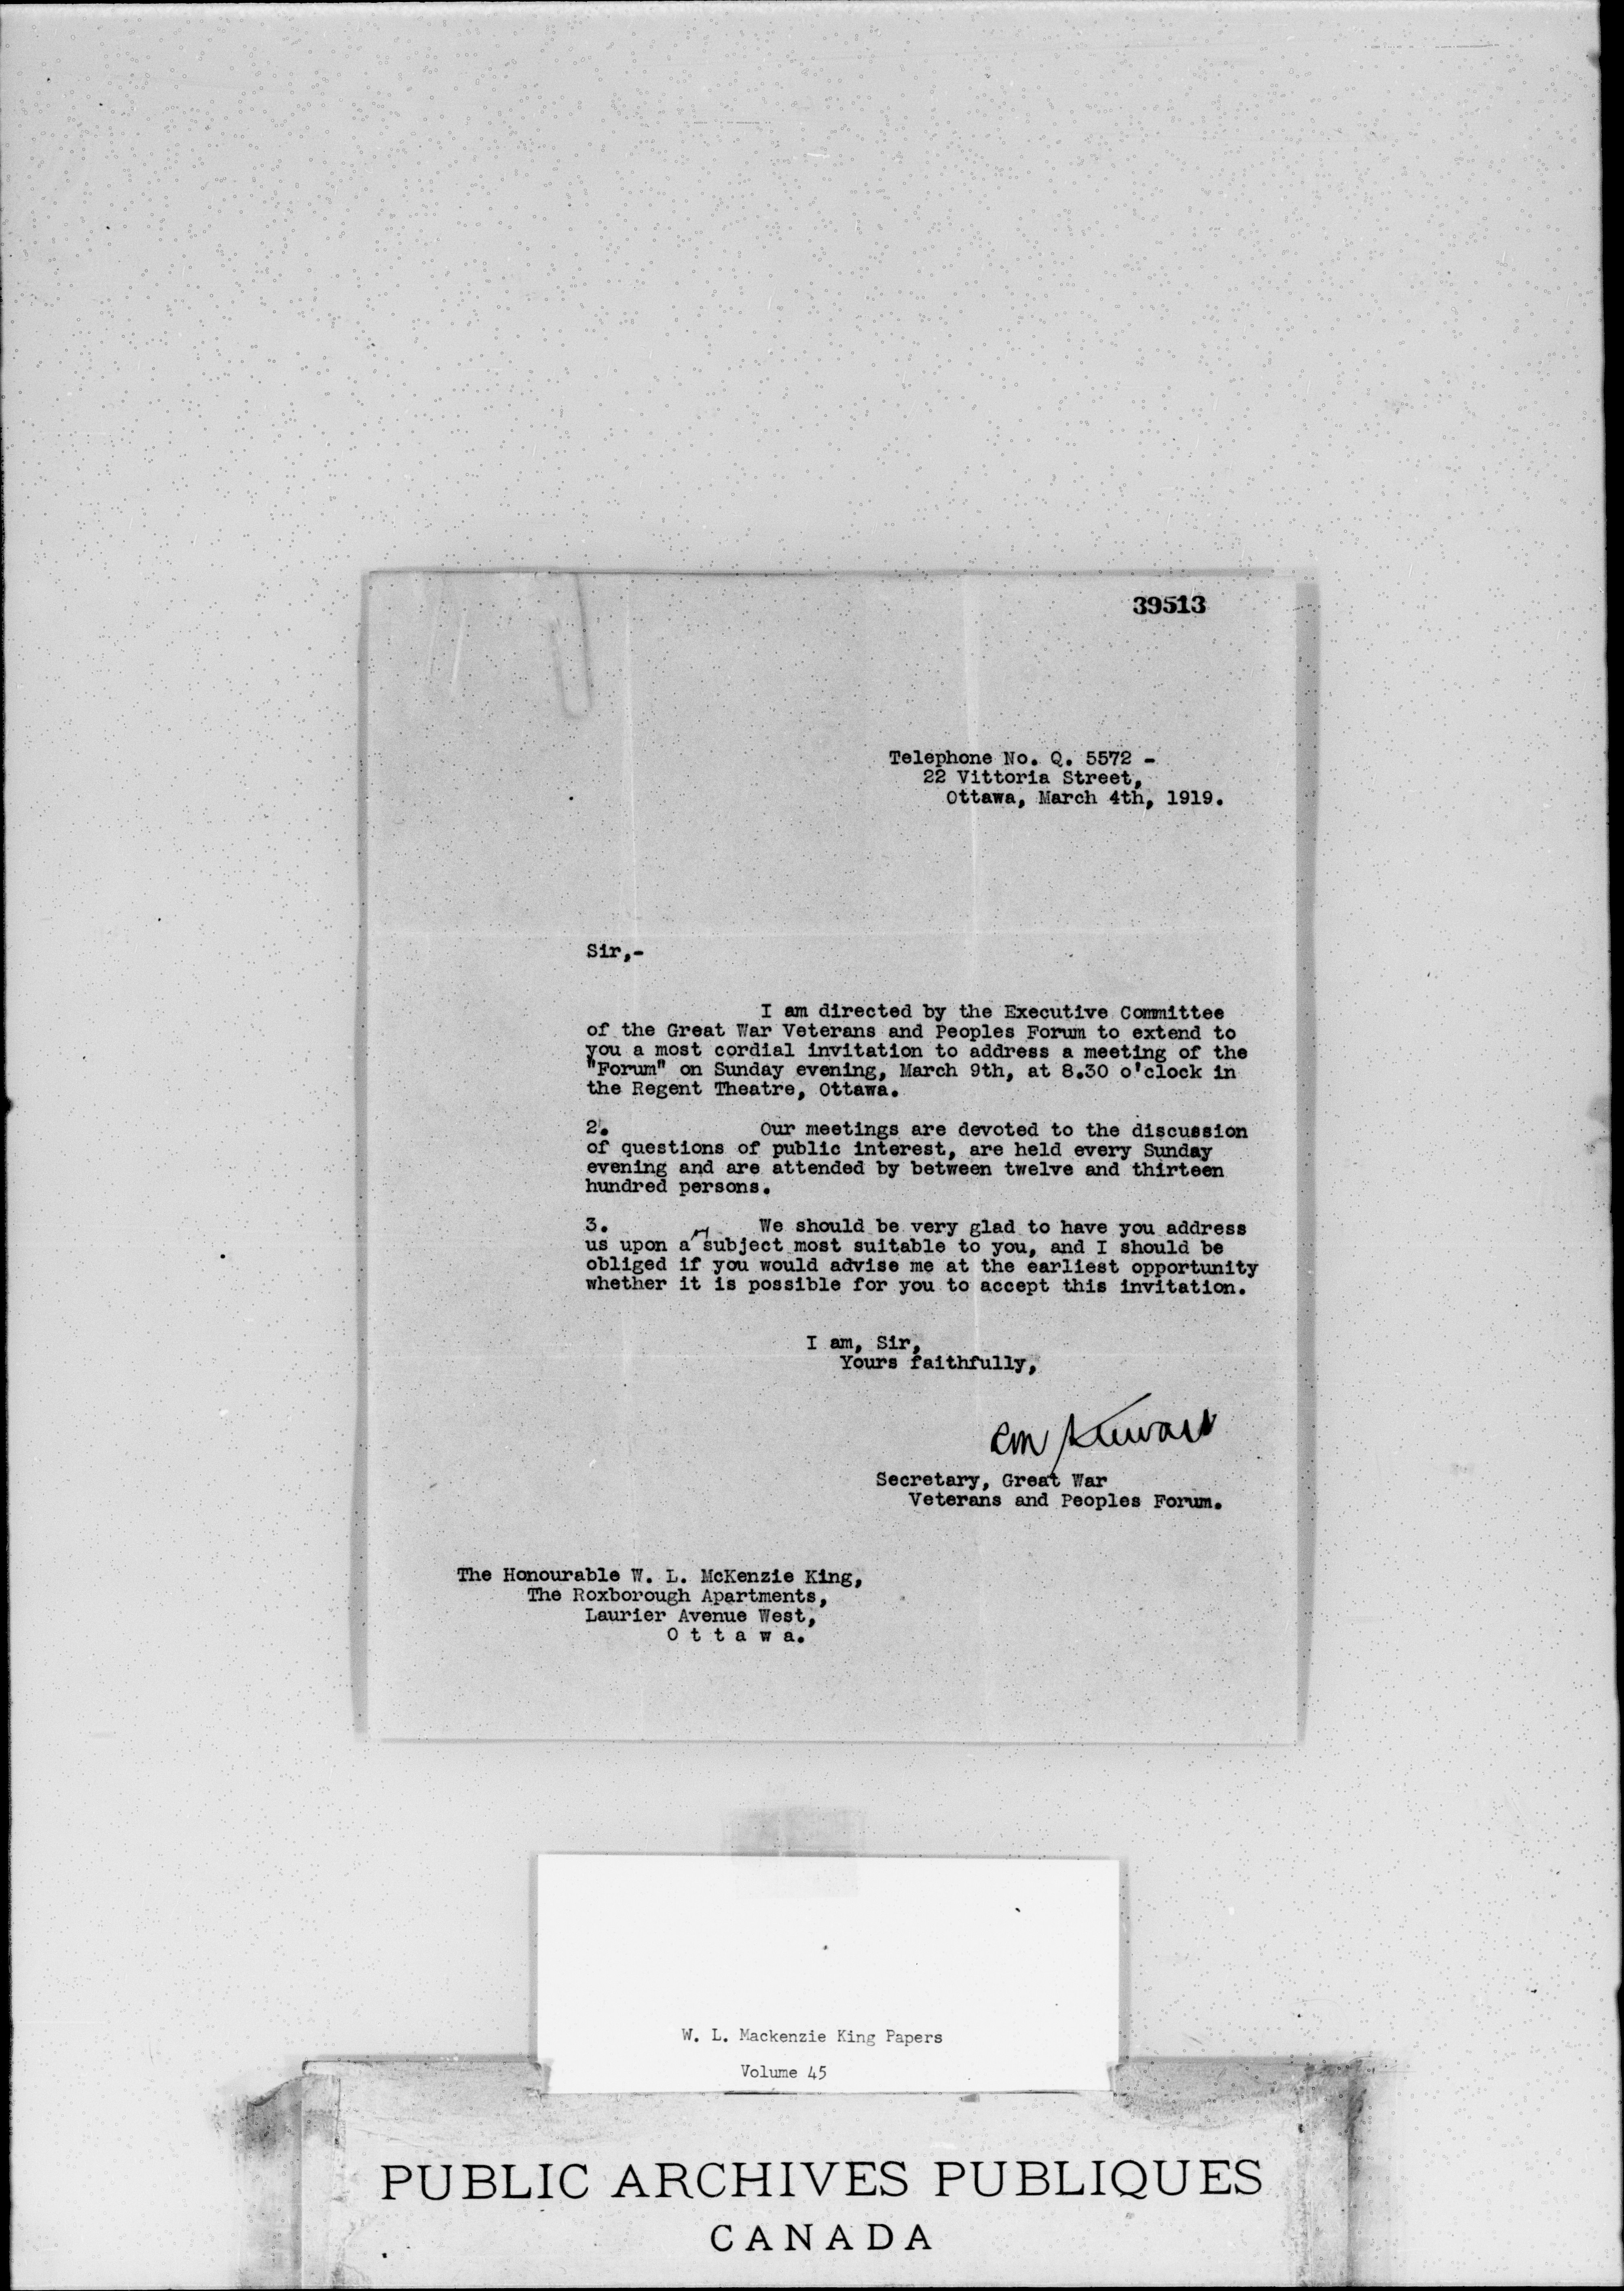 39513
Telephone No. Q. 5572 -
22 Vittoria Street,
Ottawa, March 4th, 1919.
Sir,-
I am directed by the Executive Committee
of the Great War Veterans and Peoples Forum to extend to
you a most cordial invitation to address a meeting of the
"Forum" on Sunday evening, March 9th, at 8.30 o'clock in
the Regent Theatre, Ottawa.
2. Our meetings are devoted to the discussion
of questions of public interest, are held every Sunday
evening and are attended by between twelve and thirteen
hundred persons.
3. We should be very glad to have you address
us upon a subject most suitable to you, and I should be
obliged if you would advise me at the earliest opportunity
whether it is possible for you to accept this invitation.
I am, Sir,
Yours faithfully,
Stewart
Secretary, Great War
Veterans and Peoples Forum.
The Honourable W. L. McKenzie King,
The Roxborough Apartments,
Laurier Avenue West,
O t t a w a.
W. L. Mackenzie King Papers
Volume 45
PUBLIC ARCHIVES PUBLIQUES
CANADA